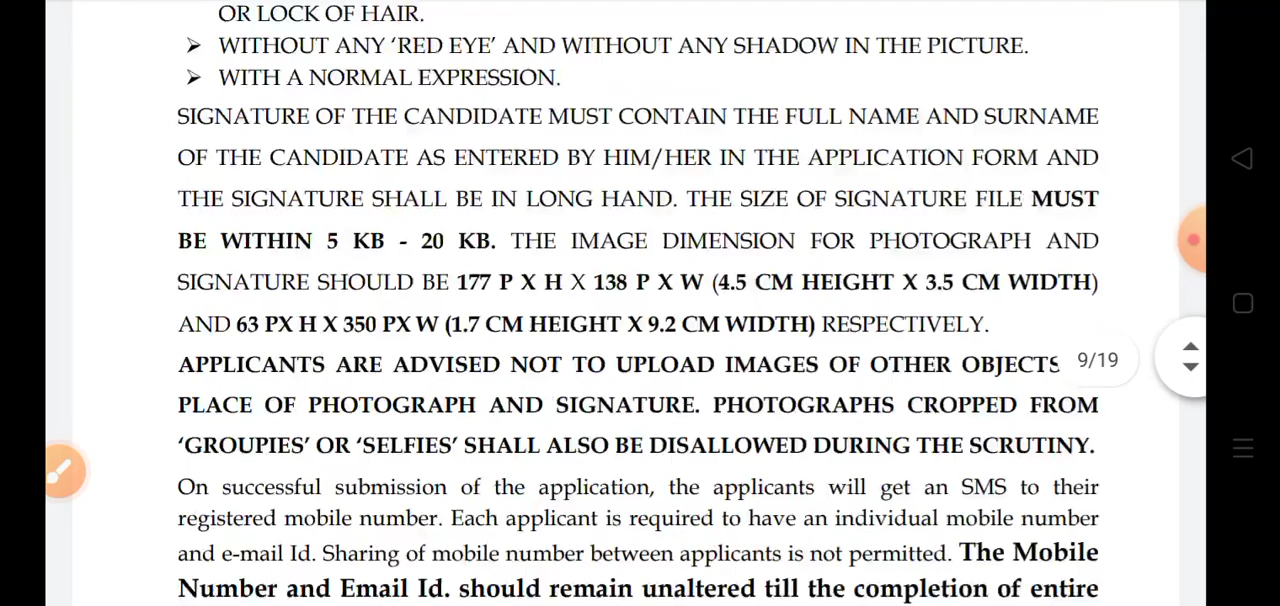 OR LOCK OF HAIR.
➢ WITHOUT ANY ‘RED EYE’ AND WITHOUT ANY SHADOW IN THE PICTURE.
➢ WITH A NORMAL EXPRESSION.
SIGNATURE OF THE CANDIDATE MUST CONTAIN THE FULL NAME AND SURNAME
OF THE CANDIDATE AS ENTERED BY HIM/HER IN THE APPLICATION FORM AND
THE SIGNATURE SHALL BE IN LONG HAND. THE SIZE OF SIGNATURE FILE MUST
BE WITHIN 5 KB - 20 KB. THE IMAGE DIMENSION FOR PHOTOGRAPH AND
SIGNATURE SHOULD BE 177 P X H X 138 P X W (4.5 CM HEIGHT X 3.5 CM WIDTH)
AND 63 PX H X 350 PX W (1.7 CM HEIGHT X 9.2 CM WIDTH) RESPECTIVELY.
APPLICANTS ARE ADVISED NOT TO UPLOAD IMAGES OF OTHER OBJECTS
9/19
PLACE OF PHOTOGRAPH AND SIGNATURE. PHOTOGRAPHS CROPPED FROM
‘GROUPIES’ OR ‘SELFIES’ SHALL ALSO BE DISALLOWED DURING THE SCRUTINY.
On successful submission of the application, the applicants will get an SMS to their
registered mobile number. Each applicant is required to have an individual mobile number
and e-mail Id. Sharing of mobile number between applicants is not permitted. The Mobile
Number and Email Id. should remain unaltered till the completion of entire